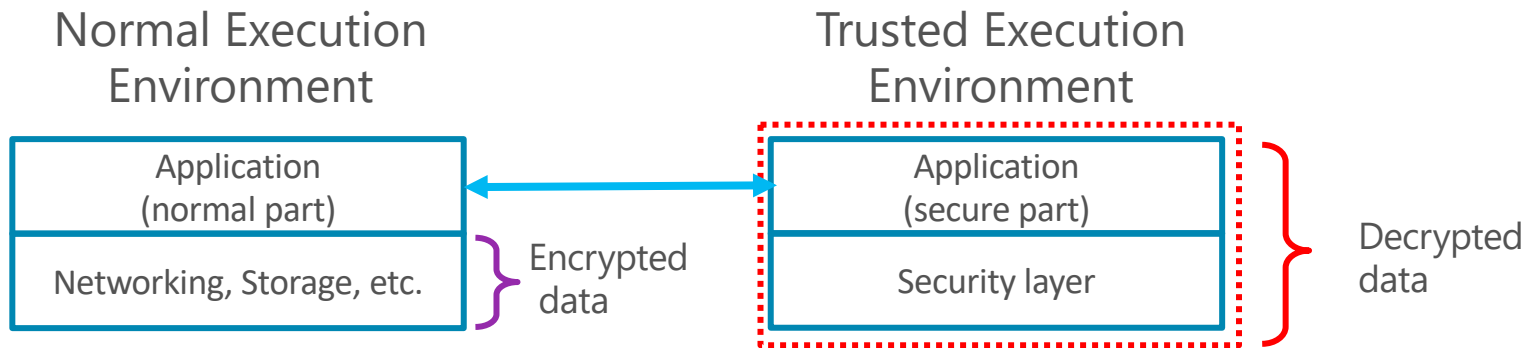 Normal Execution
Environment
Trusted Execution
Environment
Application
(normal part)
Networking, Storage, etc.
Encrypted
data
Application
(secure part)
Security layer
Decrypted
data